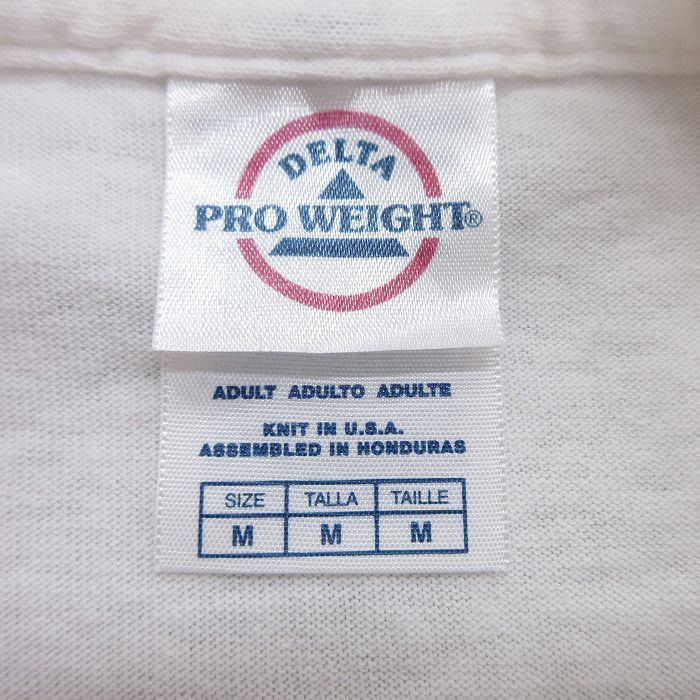 DELTA
PRO WEIGHT®
ADULT ADULTO ADULTE
KNIT IN U.S.A.
ASSEMBLED IN HONDURAS
SIZE TALLA TAILLE
M M M